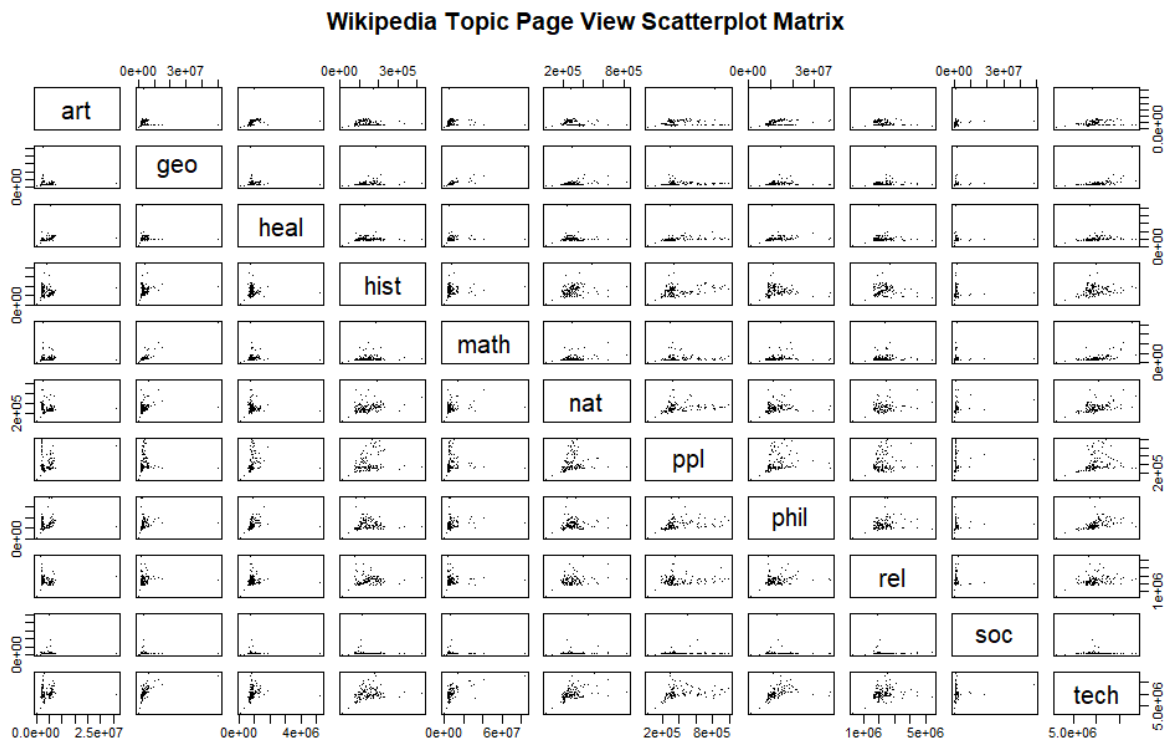 Wikipedia Topic Page View Scatterplot Matrix
0e+00 3e+07 0e+00 3e+05 2e+05 8e+05 0e+00 3e+07 0e+00 3e+07
art
0.0e+00
geo
0e+00
heal
0e+00
hist
0e+00
math
0e+00
nat
2e+05
ppl
2e+05
phil
0e+00
rel
1e+06
soc
0e+00
tech
5.0e+06
0.0e+00 2.5e+07 0e+00 4e+06 0e+00 6e+07 2e+05 8e+05 1e+06 5e+06 5.0e+06